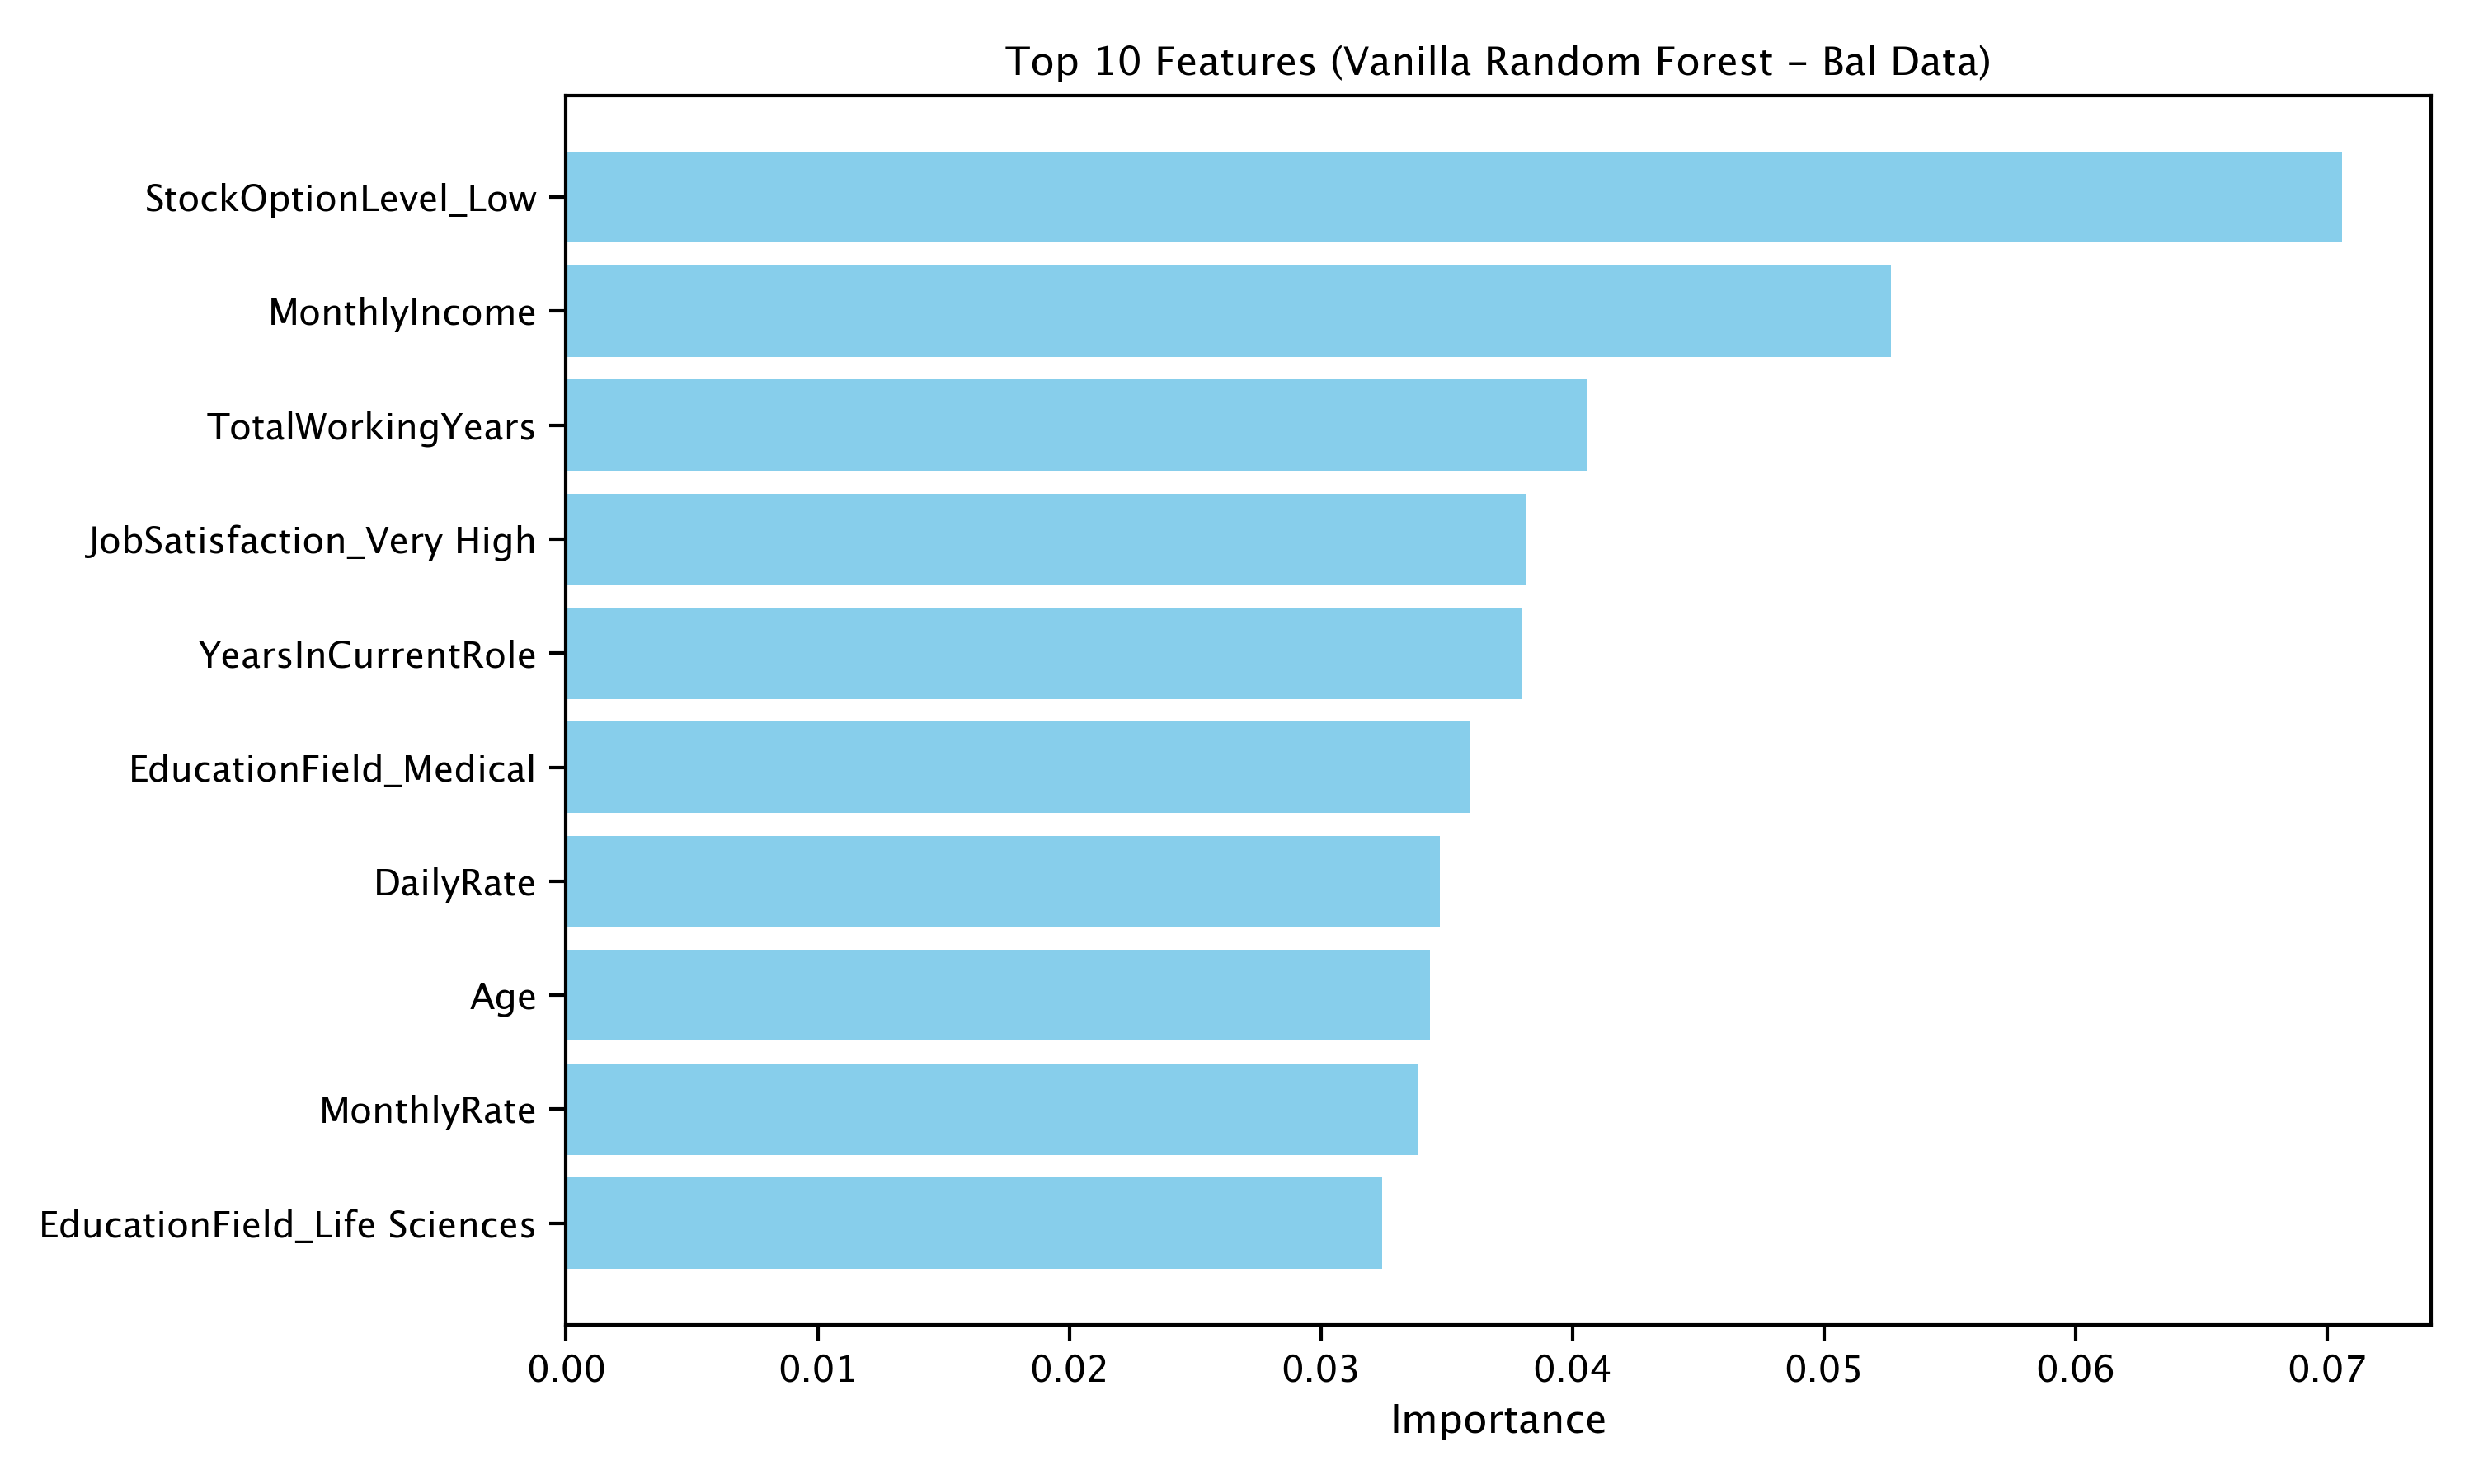 Top 10 Features (Vanilla Random Forest – Bal Data)
StockOptionLevel_Low
MonthlyIncome
TotalWorkingYears
JobSatisfaction_Very High
YearsInCurrentRole
EducationField_Medical
DailyRate
Age
MonthlyRate
EducationField_Life Sciences
0.00 0.01 0.02 0.03 0.04 0.05 0.06 0.07
Importance